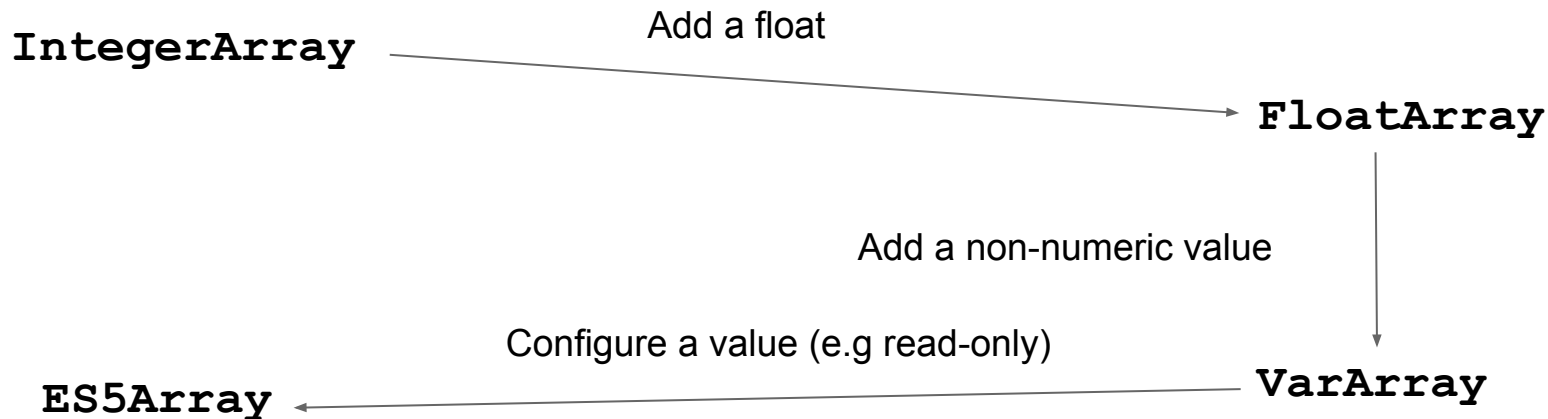 Add a float
IntegerArray
FloatArray
Add a non-numeric value
Configure a value (e.g read-only)
VarArray
ES5Array